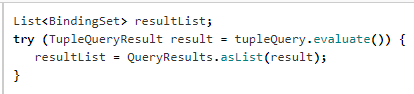 List<BindingSet> resultList;
try (TupleQueryResult result = tupleQuery.evaluate()) {
   resultList = QueryResults.asList(result);
}